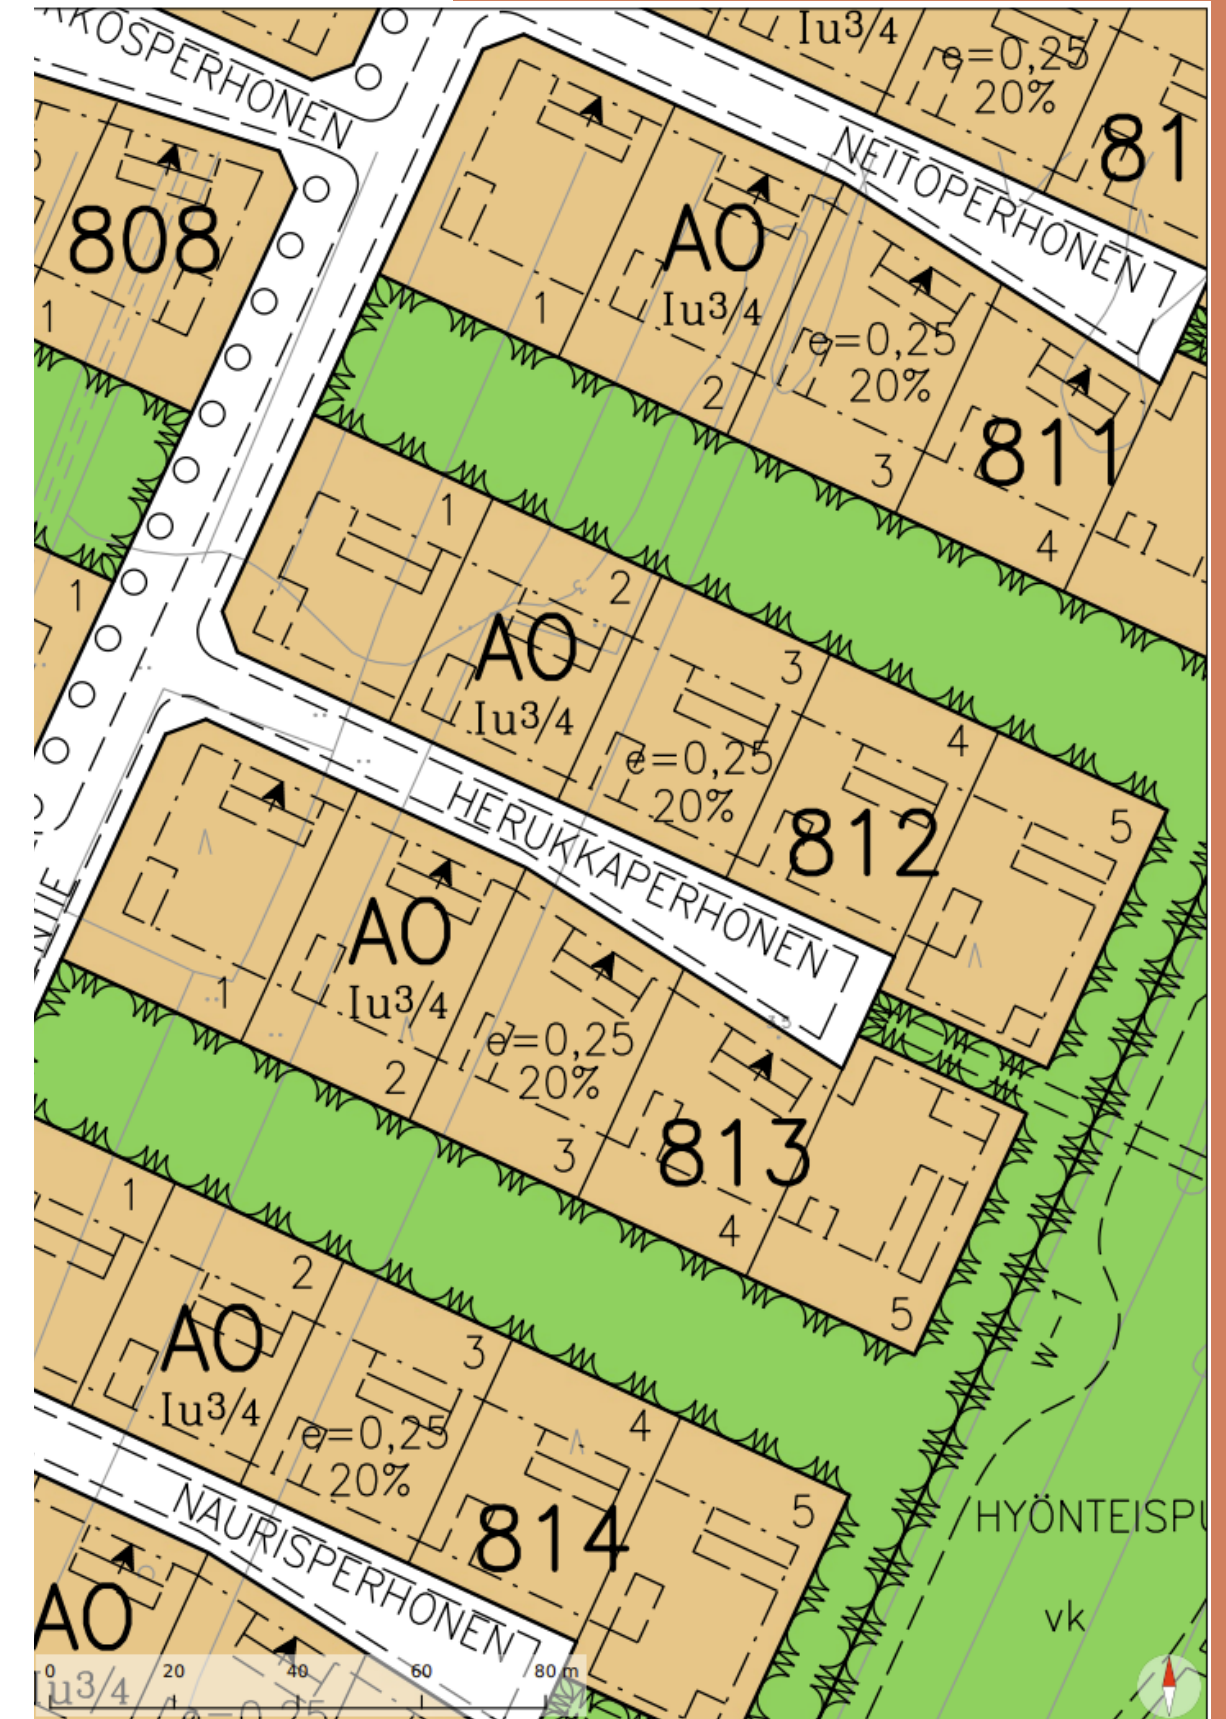 KKOSPERHONEN
Iu3/4
e=0,25
20%
81
NEITOPERHONEN
808
1
AO
Iu3/4
e=0,25
20%
811
1
2
3
4
1
1
2
3
4
5
AO
Iu3/4
e=0,25
20%
812
HERUKKAPERHONEN
AO
Iu3/4
e=0,25
20%
813
1
2
3
4
5
w-1
1
2
3
4
5
AO
Iu3/4
e=0,25
20%
814
HYÖNTEISPU
vk
NAURISPERHONEN
AO
Iu3/4
e=0,25
0 20 40 60 80 m